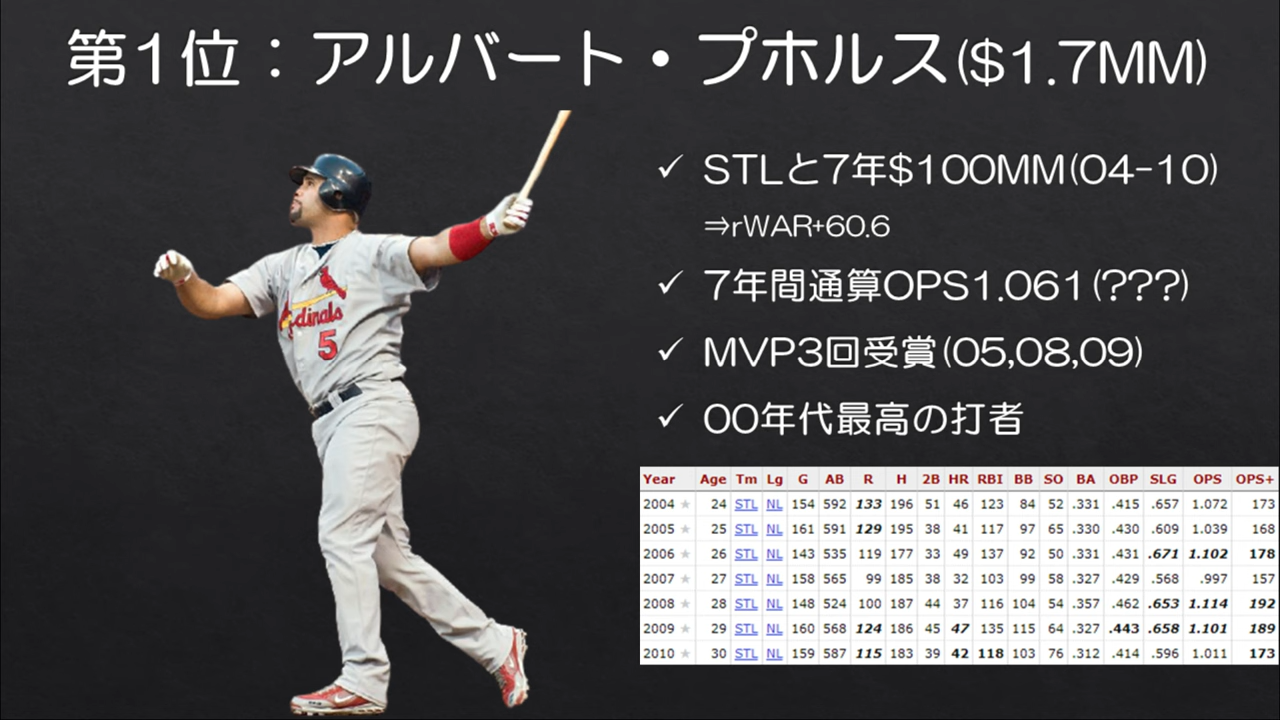 第1位：アルバート・プホルス($1.7MM)
✓ STLと7年$100MM(04-10)
⇒rWAR+60.6
✓ 7年間通算OPS1.061(???)
✓ MVP3回受賞(05,08,09)
✓ 00年代最高の打者
Cardinals
5
Year Age Tm Lg G AB R H 2B HR RBI BB SO BA OBP SLG OPS OPS+
2004 ★ 24 STL NL 154 592 133 196 51 46 123 84 52 .331 .415 .657 1.072 173
2005 ★ 25 STL NL 161 591 129 195 38 41 117 97 65 .330 .430 .609 1.039 168
2006 ★ 26 STL NL 143 535 119 177 33 49 137 92 50 .331 .431 .671 1.102 178
2007 ★ 27 STL NL 158 565 99 185 38 32 103 99 58 .327 .429 .568 .997 157
2008 ★ 28 STL NL 148 524 100 187 44 37 116 104 54 .357 .462 .653 1.114 192
2009 ★ 29 STL NL 160 568 124 186 45 47 135 115 64 .327 .443 .658 1.101 189
2010 ★ 30 STL NL 159 587 115 183 39 42 118 103 76 .312 .414 .596 1.011 173